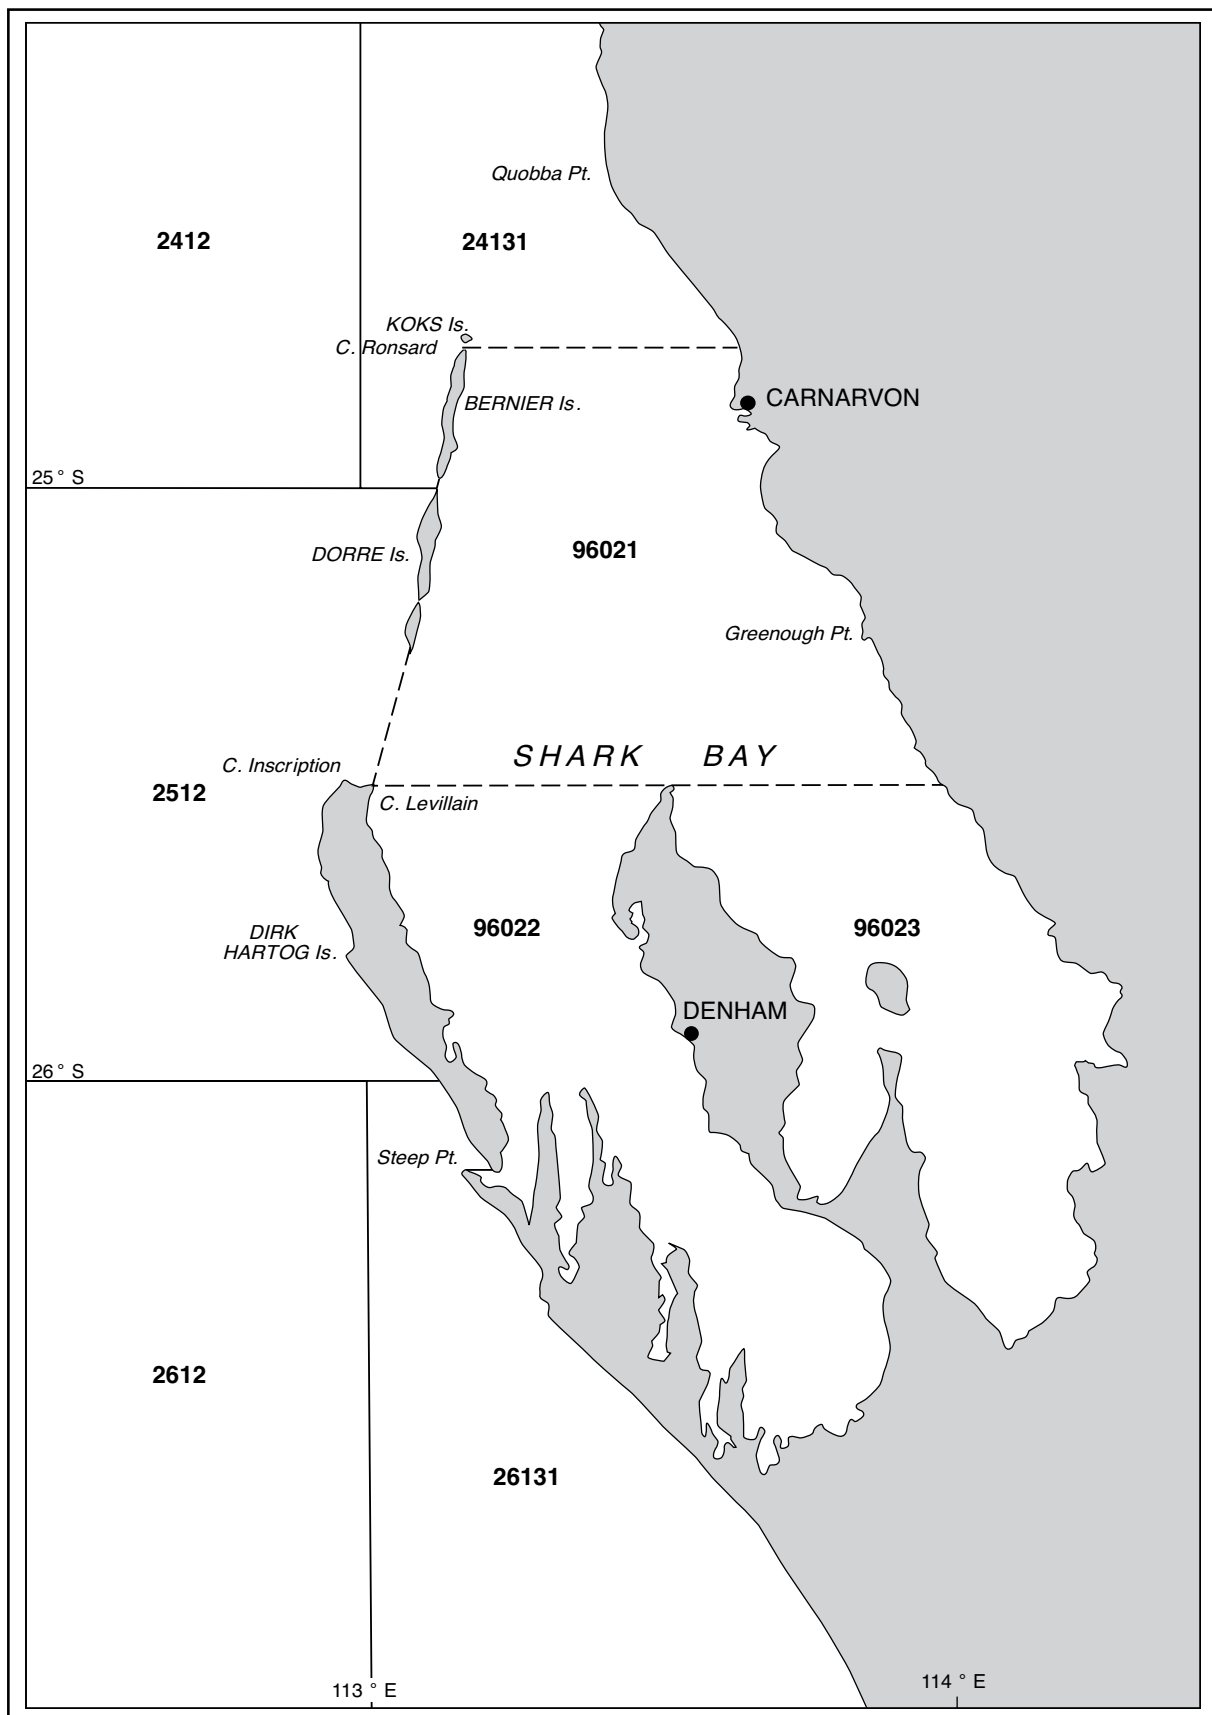 Quobba Pt.
2412
24131
KOKS Is.
C. Ronsard
BERNIER Is.
CARNARVON
25° S
DORRE Is.
96021
Greenough Pt.
SHARK BAY
C. Inscription
2512
C. Levillain
DIRK
HARTOG Is.
96022
96023
DENHAM
26° S
Steep Pt.
2612
26131
113 ° E
114 ° E